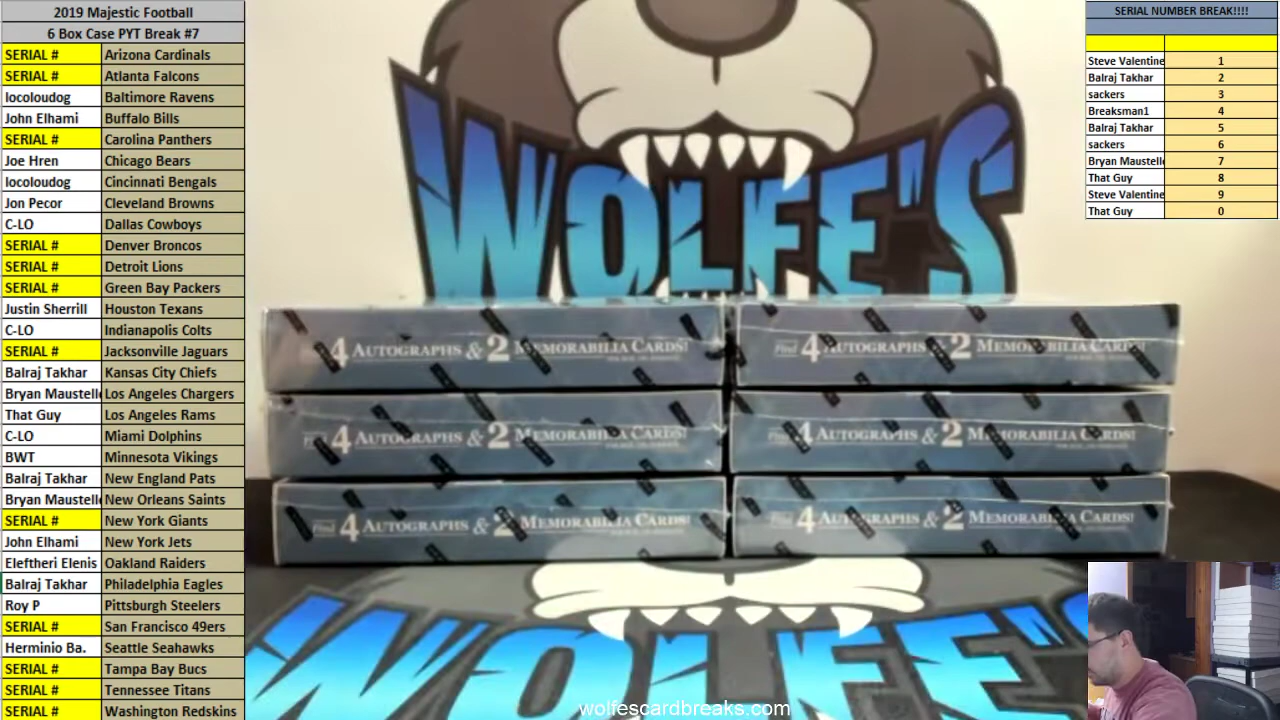 2019 Majestic Football
6 Box Case PYT Break #7
SERIAL # Arizona Cardinals
SERIAL # Atlanta Falcons
locoloudog Baltimore Ravens
John Elhami Buffalo Bills
SERIAL # Carolina Panthers
Joe Hren Chicago Bears
locoloudog Cincinnati Bengals
Jon Pecor Cleveland Browns
C-LO Dallas Cowboys
SERIAL # Denver Broncos
SERIAL # Detroit Lions
SERIAL # Green Bay Packers
Justin Sherrill Houston Texans
C-LO Indianapolis Colts
SERIAL # Jacksonville Jaguars
Balraj Takhar Kansas City Chiefs
Bryan Maustell Los Angeles Chargers
That Guy Los Angeles Rams
C-LO Miami Dolphins
BWT Minnesota Vikings
Balraj Takhar New England Pats
Bryan Maustell New Orleans Saints
SERIAL # New York Giants
John Elhami New York Jets
Eleftheri Elenis Oakland Raiders
Balraj Takhar Philadelphia Eagles
Roy P Pittsburgh Steelers
SERIAL # San Francisco 49ers
Herminio Ba. Seattle Seahawks
SERIAL # Tampa Bay Bucs
SERIAL # Tennessee Titans
SERIAL # Washington Redskins
WOLFE'S
4 AUTOGRAPHS & 2 MEMORABILIA CARDS!
Find 4 AUTOGRAPHS & 2 MEMORABILIA CARDS!
Find 4 AUTOGRAPHS & 2 MEMORABILIA CARDS!
Find 4 AUTOGRAPHS & 2 MEMORABILIA CARDS!
Find 4 AUTOGRAPHS & 2 MEMORABILIA CARDS!
Find 4 AUTOGRAPHS & 2 MEMORABILIA CARDS!
WOLFE'S
wolfescardbreaks.com
SERIAL NUMBER BREAK!!!!
Steve Valentine 1
Balraj Takhar 2
sackers 3
Breaksman1 4
Balraj Takhar 5
sackers 6
Bryan Maustell 7
That Guy 8
Steve Valentine 9
That Guy 0